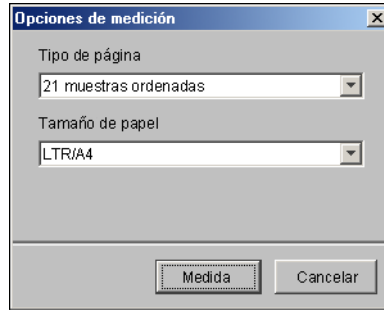 Opciones de medición
Tipo de página
21 muestras ordenadas
Tamaño de papel
LTR/A4
Medida
Cancelar